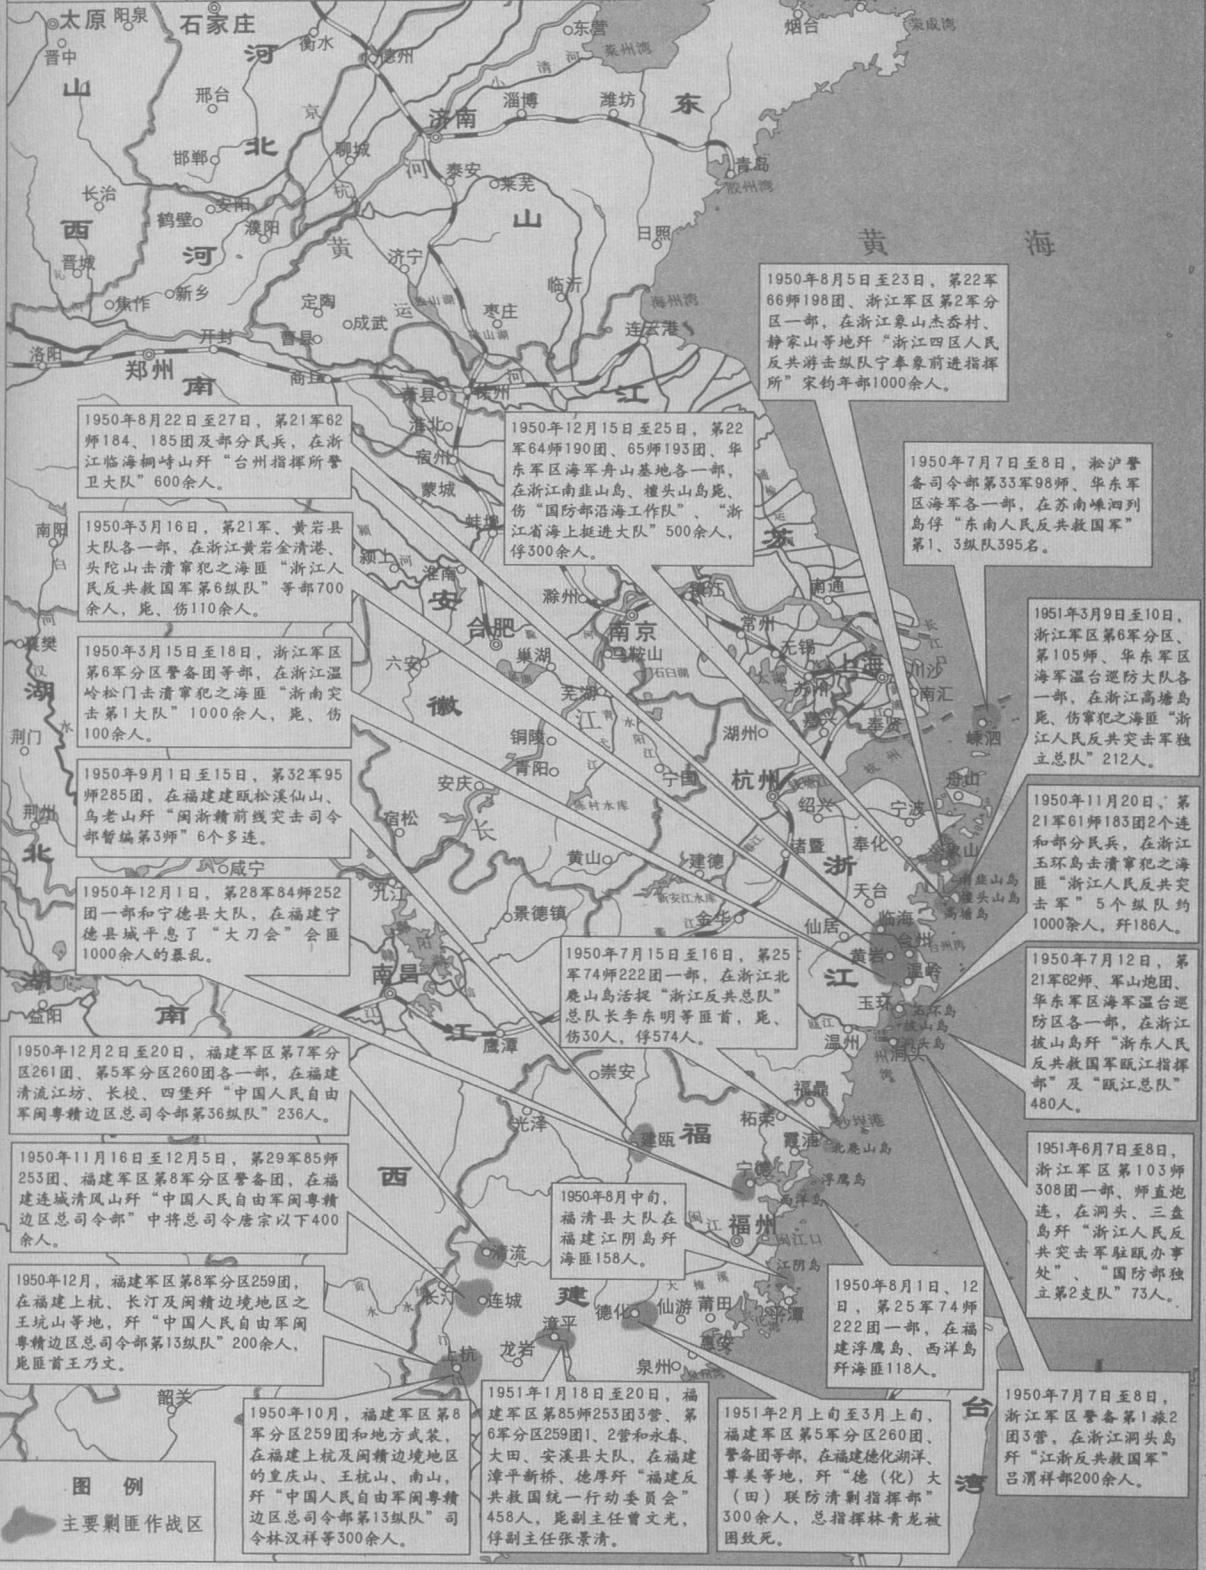 太原
阳泉
石家庄
衡水
德州
东营
莱州湾
烟台
荣成湾
晋中
河
小清河
山
邢台
京
淄博
潍坊
东
济南
北
聊城
邯郸
河
泰安
莱芜
青岛
胶州湾
长治
安阳
杭
鹤壁
濮阳
山
西
河
黄
日照
黄海
晋城
济宁
临沂
焦作
新乡
定陶
成武
运
枣庄
海州湾
曹县
连云港
洛阳
开封
郑州
南
商丘
河
萧县
徐州
江
淮北
宿州
蒙城
蚌埠
南阳
白
河
颍
颍上
河
淮南
安
滁州
苏
镇江
南通
长江口
合肥
南京
马鞍山
常州
无锡
上海
川沙
南汇
襄樊
汉
水
六安
巢湖
石臼湖
太湖
苏州
湖
徽
芜湖
江
嘉兴
奉贤
荆门
铜陵
青阳
湖州
嵊泗
安庆
宁国
杭州
舟山
荆州
宿松
陈村水库
绍兴
宁波
长
黄山
诸暨
奉化
象山
北
建德
浙
咸宁
九江
新安江水库
天台
南韭山岛
檀头山岛
高塘岛
景德镇
金华
仙居
临海
台州
台州湾
黄岩
温岭
湖
南昌
江
玉环
玉环岛
披山岛
洞头岛
益阳
南
江
鹰潭
瓯江
温州
洞头
温州湾
崇安
福鼎
光泽
柘荣
沙埕港
建瓯
福
霞浦
北鹿山岛
西
宁德
浮鹰岛
西洋岛
闽江
福州
闽江口
清流
江阴岛
大樟溪
长汀
连城
建
德化
仙游
莆田
平潭
漳平
龙岩
惠安
泉州
上杭
韶关
台
湾
1950年8月5日至23日，第22军
66师198团、浙江军区第2军分
区一部，在浙江象山杰岙村、
静家山等地歼“浙江四区人民
反共游击纵队宁奉象前进指挥
所”宋钧年部1000余人。
1950年8月22日至27日，第21军62
师184、185团及部分民兵，在浙
江临海桐峙山歼“台州指挥所警
卫大队”600余人。
1950年12月15日至25日，第22
军64师190团、65师193团、华
东军区海军舟山基地各一部，
在浙江南韭山岛、檀头山岛毙、
伤“国防部沿海工作队”、“浙
江省海上挺进大队”500余人，
俘300余人。
1950年7月7日至8日，淞沪警
备司令部第33军98师、华东军
区海军各一部，在苏南嵊泗列
岛俘“东南人民反共救国军”
第1、3纵队395名。
1950年3月16日，第21军、黄岩县
大队各一部，在浙江黄岩金清港、
头陀山击溃窜犯之海匪“浙江人
民反共救国军第6纵队”等部700
余人，毙、伤110余人。
1951年3月9日至10日，
浙江军区第6军分区、
第105师、华东军区
海军温台巡防大队各
一部，在浙江高塘岛
毙、伤窜犯之海匪“浙
江人民反共突击军独
立总队”212人。
1950年3月15日至18日，浙江军区
第6军分区警备团等部，在浙江温
岭松门击溃窜犯之海匪“浙南突
击第1大队”1000余人，毙、伤
100余人。
1950年9月1日至15日，第32军95
师285团，在福建建瓯松溪仙山、
乌老山歼“闽浙赣前线突击司令
部暂编第3师”6个多连。
1950年11月20日，第
21军61师183团2个连
和部分民兵，在浙江
玉环岛击溃窜犯之海
匪“浙江人民反共突
击军”5个纵队约
1000余人，歼186人。
1950年12月1日，第28军84师252
团一部和宁德县大队，在福建宁
德县城平息了“大刀会”会匪
1000余人的暴乱。
1950年7月15日至16日，第25
军74师222团一部，在浙江北
鹿山岛活捉“浙江反共总队”
总队长李东明等匪首，毙、
伤30人，俘574人。
1950年7月12日，第
21军62师、军山炮团、
华东军区海军温台巡
防区各一部，在浙江
披山岛歼“浙东人民
反共救国军瓯江指挥
部”及“瓯江总队”
480人。
1950年12月2日至20日，福建军区第7军分
区261团、第5军分区260团各一部，在福建
清流江坊、长校、四堡歼“中国人民自由
军闽粤赣边区总司令部第36纵队”236人。
1950年11月16日至12月5日，第29军85师
253团、福建军区第8军分区警备团，在福
建连城清风山歼“中国人民自由军闽粤赣
边区总司令部”中将总司令唐宗以下400
余人。
1951年6月7日至8日，
浙江军区第103师
308团一部、师直炮
连，在洞头、三盘
岛歼“浙江人民反
共突击军驻瓯办事
处”、“国防部独
立第2支队”73人。
1950年8月中旬，
福清县大队在
福建江阴岛歼
海匪158人。
1950年12月，福建军区第8军分区259团，
在福建上杭、长汀及闽赣边境地区之
王坑山等地，歼“中国人民自由军闽
粤赣边区总司令部第13纵队”200余人，
毙匪首王乃文。
1950年8月1日、12
日，第25军74师
222团一部，在福
建浮鹰岛、西洋岛
歼海匪118人。
1950年10月，福建军区第8
军分区259团和地方武装，
在福建上杭及闽赣边境地区
的重庆山、王杭山、南山，
歼“中国人民自由军闽粤赣
边区总司令部第13纵队”司
令林汉祥等300余人。
1951年1月18日至20日，福
建军区第85师253团3营、第
6军分区259团1、2营和永春、
大田、安溪县大队，在福建
漳平新桥、德厚歼“福建反
共救国统一行动委员会”
458人，毙副主任曾文光，
俘副主任张景清。
1951年2月上旬至3月上旬，
福建军区第5军分区260团、
警备团等部，在福建德化湖洋、
尊美等地，歼“德（化）大
（田）联防清剿指挥部”
300余人，总指挥林青龙被
困致死。
1950年7月7日至8日，
浙江军区警备第1旅2
团3营，在浙江洞头岛
歼“江浙反共救国军”
吕渭祥部200余人。
图例
主要剿匪作战区